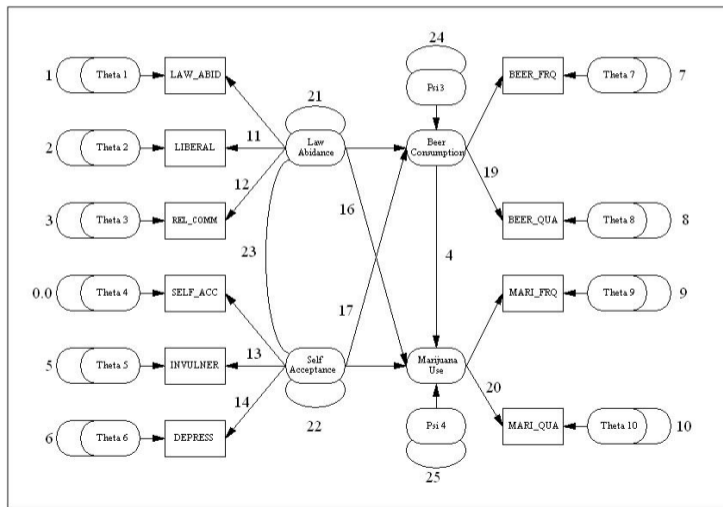 24
1
Theta 1
LAW_ABID
Psi3
BEER_FRQ
Theta 7
7
21
11
Law
Abidance
Beer
Consumption
2
Theta 2
LIBERAL
12
19
3
Theta 3
REL_COMM
16
BEER_QUA
Theta 8
8
23
4
0.0
Theta 4
SELF_ACC
17
MARI_FRQ
Theta 9
9
13
Self
Acceptance
Marijuana
Use
5
Theta 5
INVULNER
14
20
22
Psi 4
6
Theta 6
DEPRESS
MARI_QUA
Theta 10
10
25